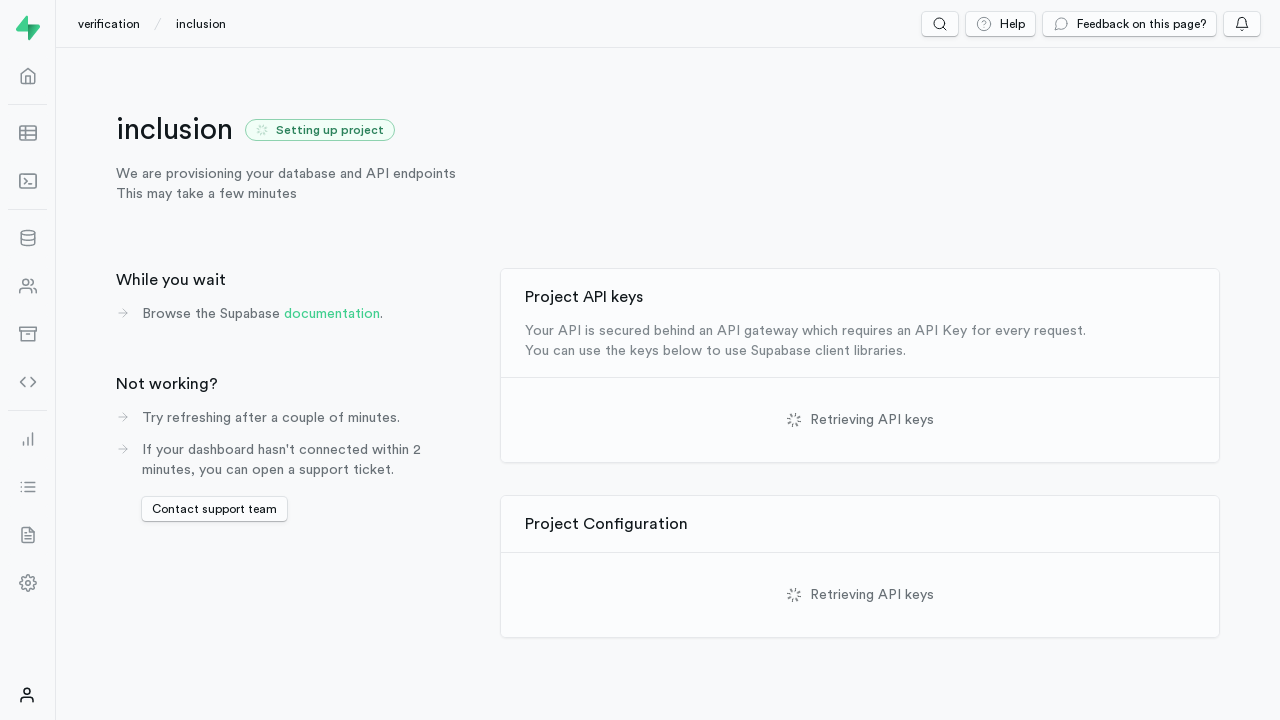 verification / inclusion
Help
Feedback on this page?
inclusion
Setting up project
We are provisioning your database and API endpoints
This may take a few minutes
While you wait
Browse the Supabase documentation.
Not working?
Try refreshing after a couple of minutes.
If your dashboard hasn't connected within 2
minutes, you can open a support ticket.
Contact support team
Project API keys
Your API is secured behind an API gateway which requires an API Key for every request.
You can use the keys below to use Supabase client libraries.
Retrieving API keys
Project Configuration
Retrieving API keys